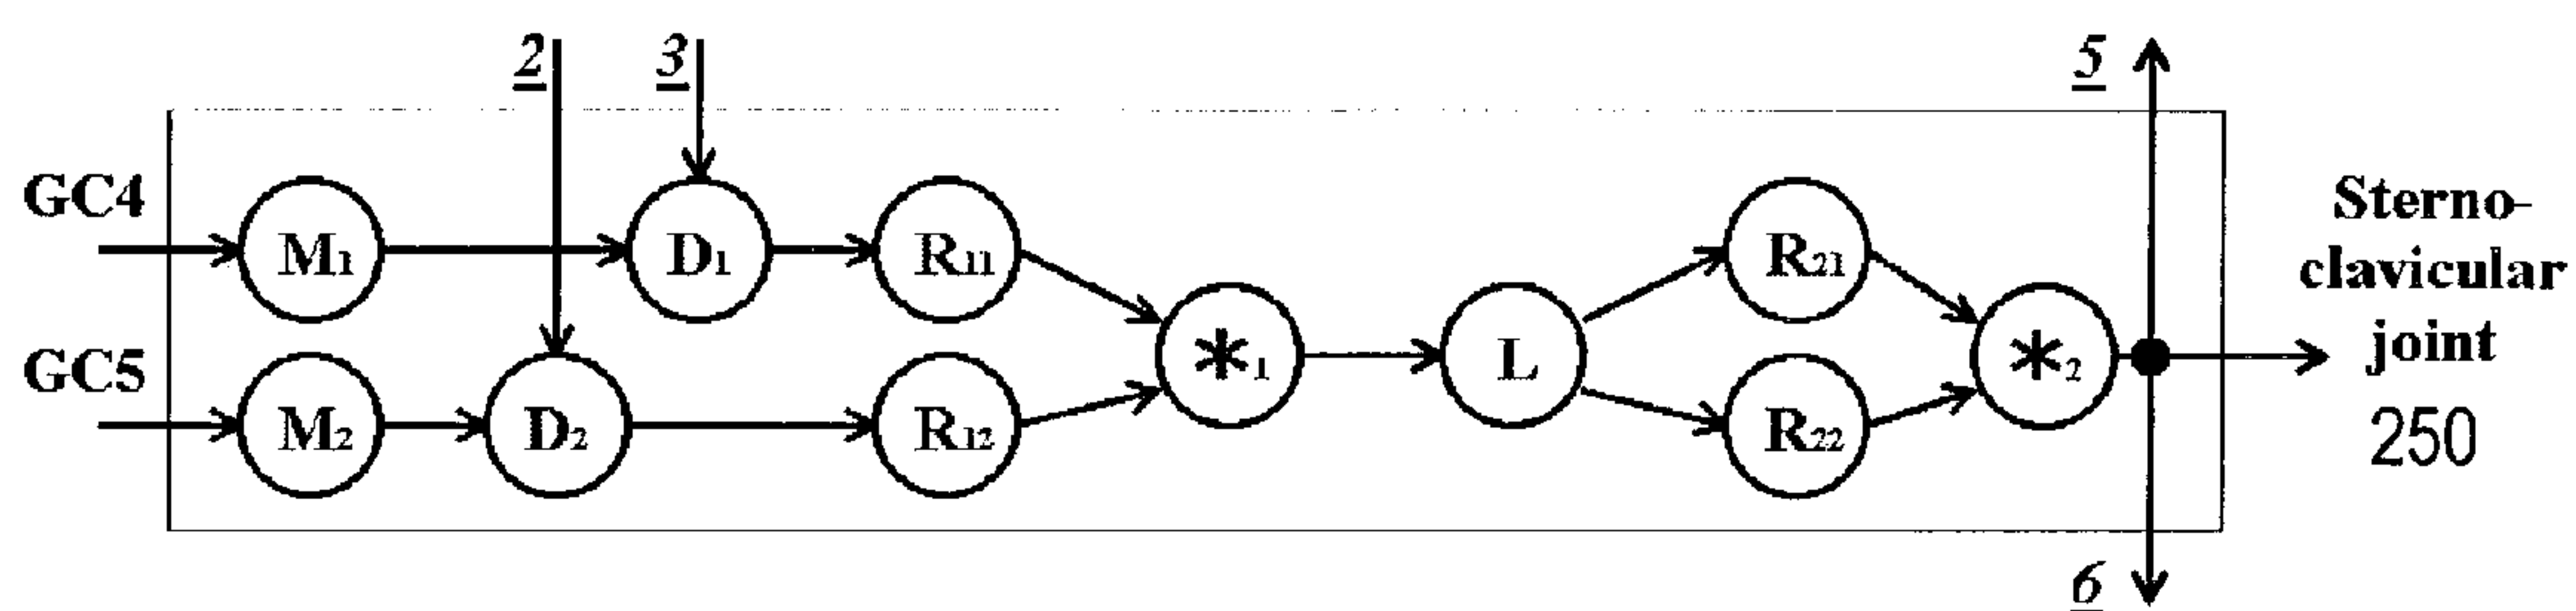 2 3 5
GC4 M1 D1 R11 R21
*1 L *2
GC5 M2 D2 R12 R22
6
Sterno-
clavicular
joint
250